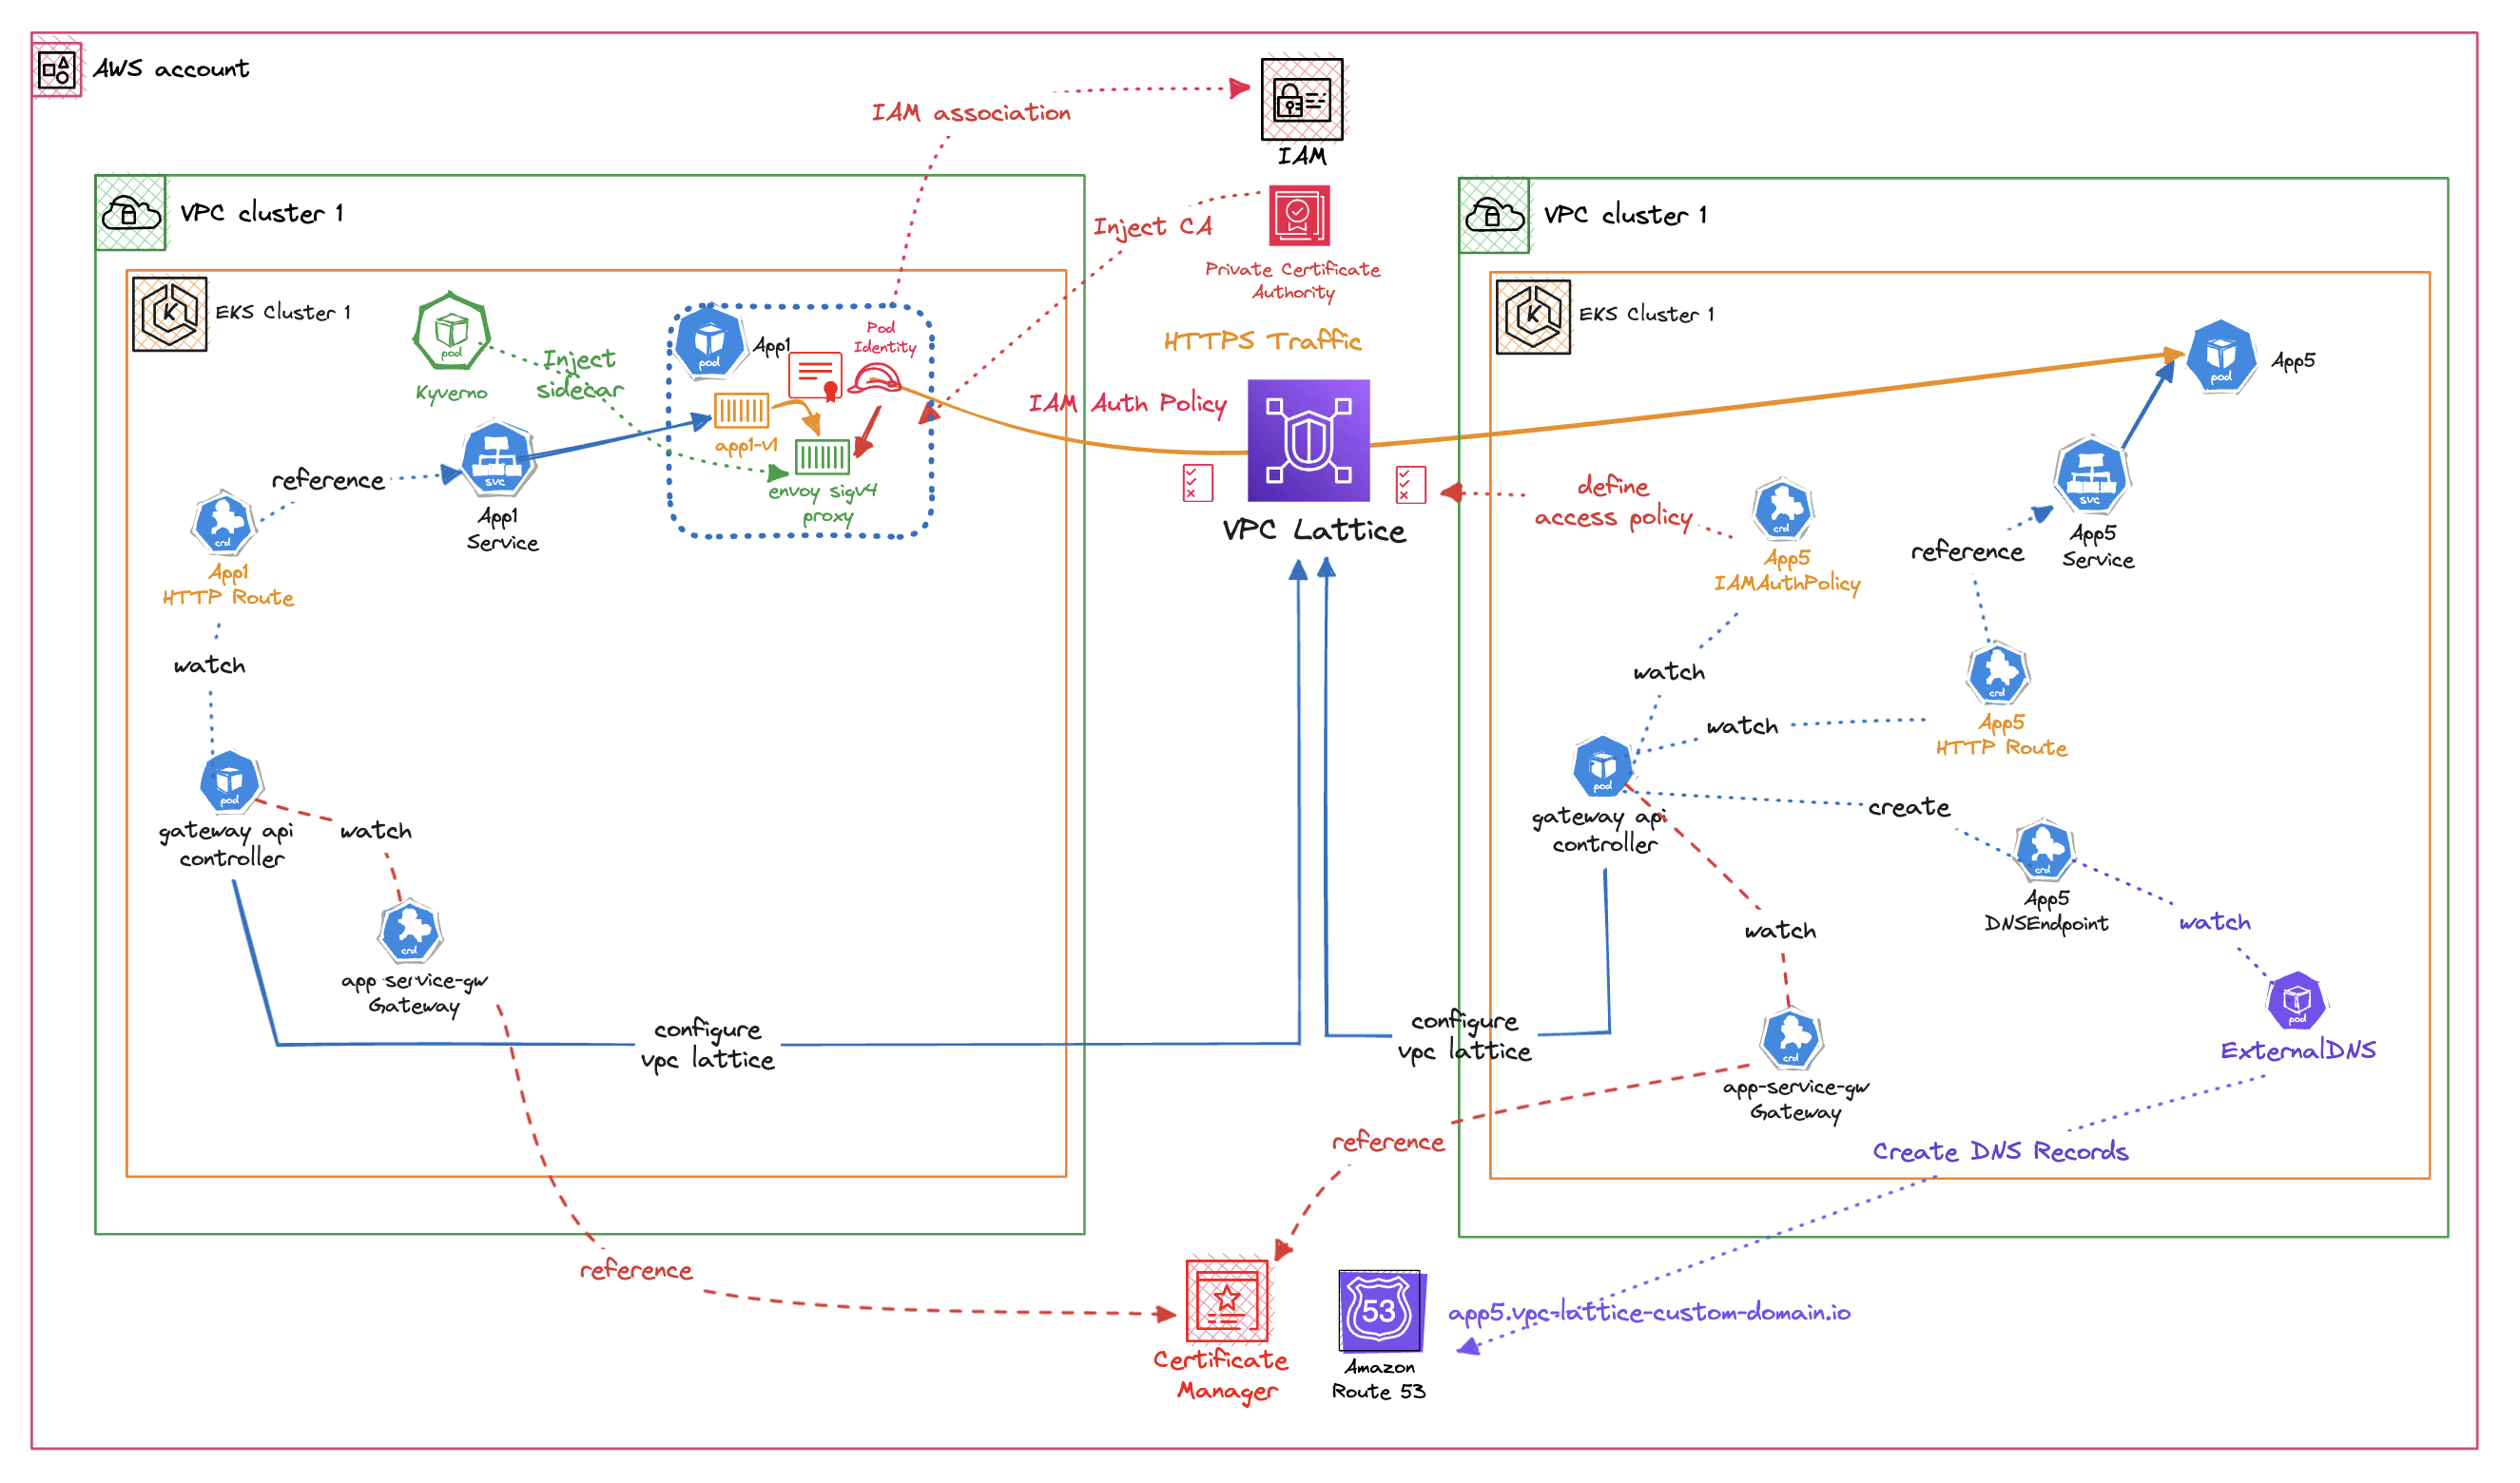 AWS account
IAM association
IAM
VPC cluster 1
Inject CA
Private Certificate
Authority
VPC cluster 1
EKS Cluster 1
K
pod
Kyverno
Inject
sidecar
pod
App1
Pod
Identity
app1-v1
envoy sigv4
proxy
HTTPS Traffic
IAM Auth Policy
VPC Lattice
EKS Cluster 1
K
pod
App5
reference
svc
App1
Service
crd
App1
HTTP Route
watch
pod
gateway api
controller
watch
crd
app-service-gw
Gateway
configure
vpc lattice
define
access policy
crd
App5
IAMAuthPolicy
svc
App5
Service
reference
watch
crd
App5
HTTP Route
watch
pod
gateway api
controller
create
crd
App5
DNSEndpoint
watch
watch
pod
ExternalDNS
configure
vpc lattice
crd
app-service-gw
Gateway
reference
Create DNS Records
reference
Certificate
Manager
53
Amazon
Route 53
app5.vpc-lattice-custom-domain.io